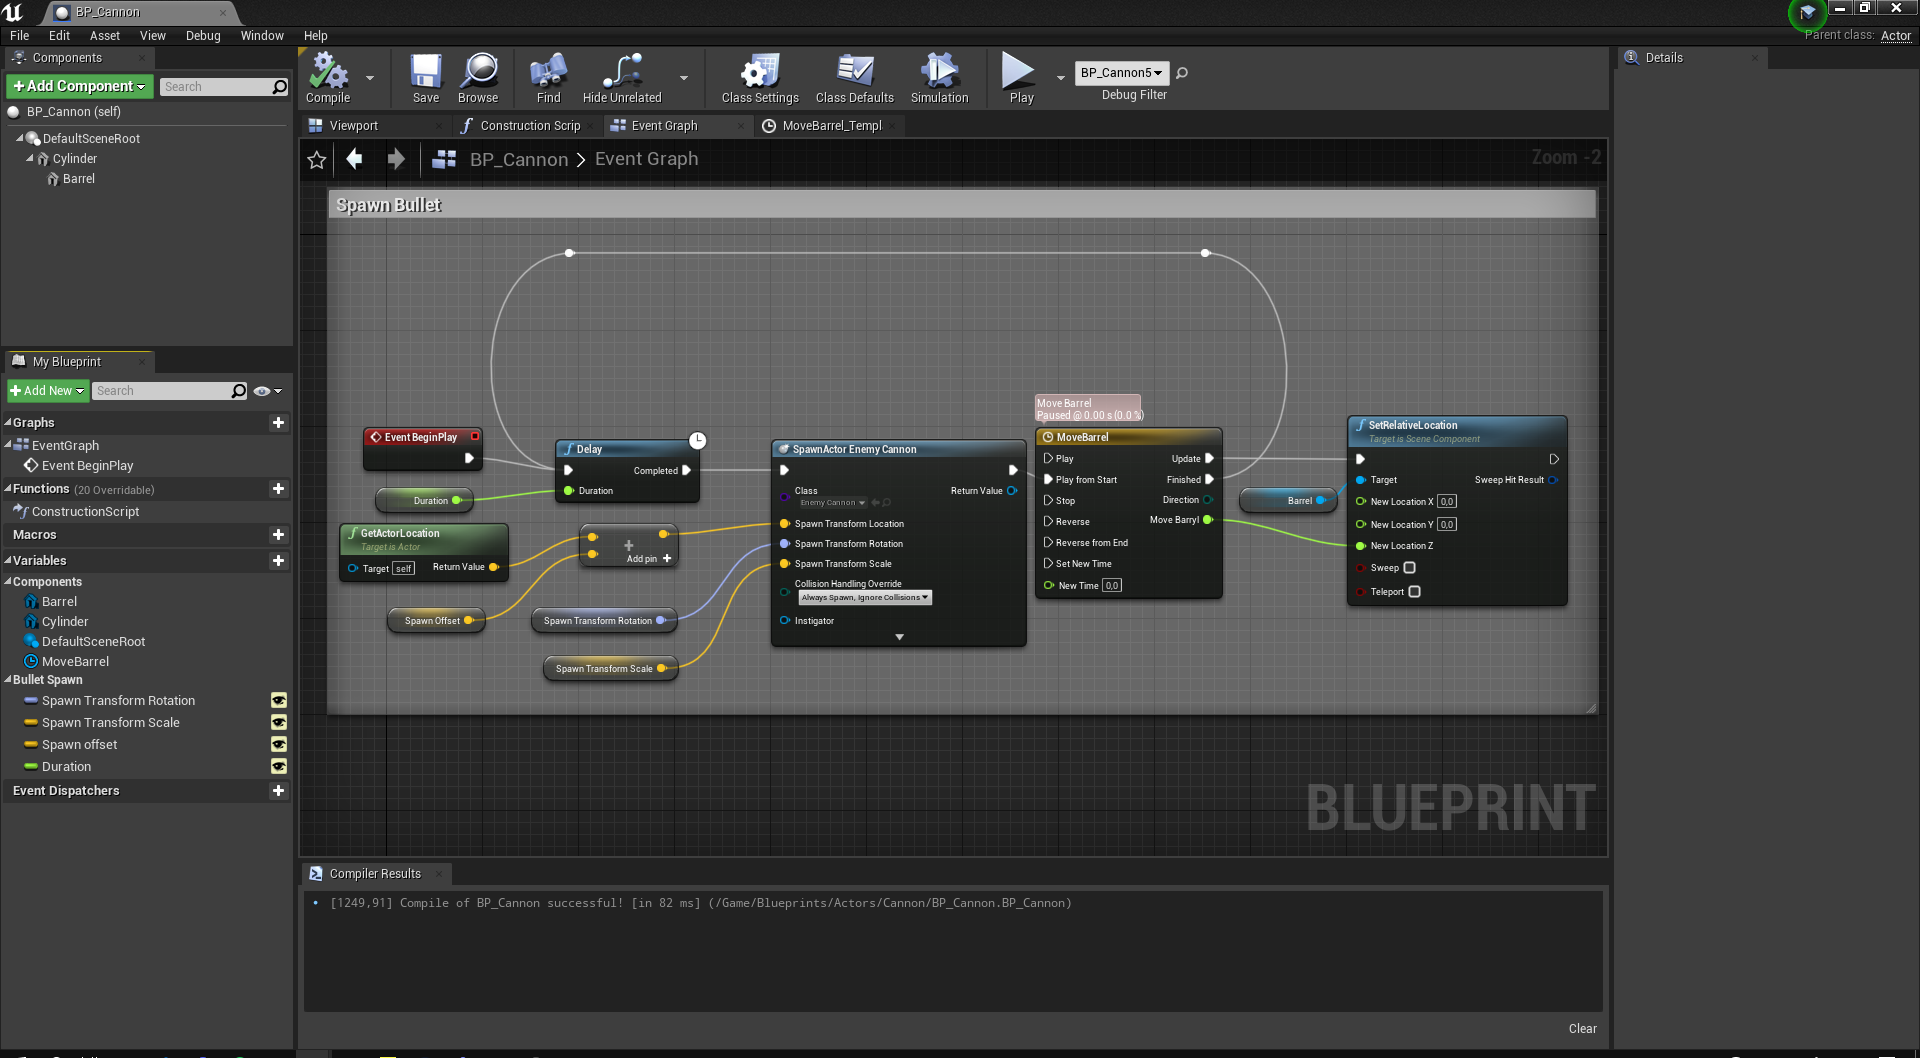 BP_Cannon
File Edit Asset View Debug Window Help
Parent class: Actor
Components
+Add Component
Search
BP_Cannon (self)
DefaultSceneRoot
Cylinder
Barrel
My Blueprint
+Add New
Search
Graphs
EventGraph
Event BeginPlay
Functions (20 Overridable)
ConstructionScript
Macros
Variables
Components
Barrel
Cylinder
DefaultSceneRoot
MoveBarrel
Bullet Spawn
Spawn Transform Rotation
Spawn Transform Scale
Spawn offset
Duration
Event Dispatchers
Compile
Save
Browse
Find
Hide Unrelated
Class Settings
Class Defaults
Simulation
Play
BP_Cannon5
Debug Filter
Viewport
Construction Scrip
Event Graph
MoveBarrel_Templ
BP_Cannon > Event Graph
Zoom -2
Spawn Bullet
Event BeginPlay
Duration
GetActorLocation
Target is Actor
Target self
Return Value
Spawn Offset
Delay
Completed
Duration
Add pin +
Spawn Transform Rotation
Spawn Transform Scale
SpawnActor Enemy Cannon
Class
Enemy Cannon
Return Value
Spawn Transform Location
Spawn Transform Rotation
Spawn Transform Scale
Collision Handling Override
Always Spawn, Ignore Collisions
Instigator
Move Barrel
Paused @ 0.00 s (0.0 %)
MoveBarrel
Play
Update
Play from Start
Finished
Stop
Direction
Reverse
Move Barryl
Reverse from End
Set New Time
New Time 0,0
Barrel
SetRelativeLocation
Target is Scene Component
Target
Sweep Hit Result
New Location X 0,0
New Location Y 0,0
New Location Z
Sweep
Teleport
BLUEPRINT
Compiler Results
[1249,91] Compile of BP_Cannon successful! [in 82 ms] (/Game/Blueprints/Actors/Cannon/BP_Cannon.BP_Cannon)
Clear
Details